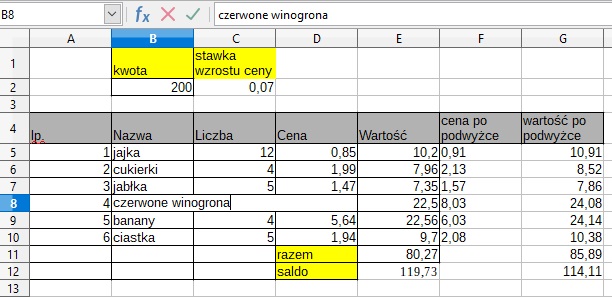 B8 fx czerwone winogrona
A B C D E F G
1 kwota stawka
wzrostu ceny
2 200 0,07
3
4 lp. Nazwa Liczba Cena Wartość cena po
podwyżce wartość po
podwyżce
5 1 jajka 12 0,85 10,2 0,91 10,91
6 2 cukierki 4 1,99 7,96 2,13 8,52
7 3 jabłka 5 1,47 7,35 1,57 7,86
8 4 czerwone winogrona 22,5 8,03 24,08
9 5 banany 4 5,64 22,56 6,03 24,14
10 6 ciastka 5 1,94 9,7 2,08 10,38
11 razem 80,27 85,89
12 saldo 119,73 114,11
13